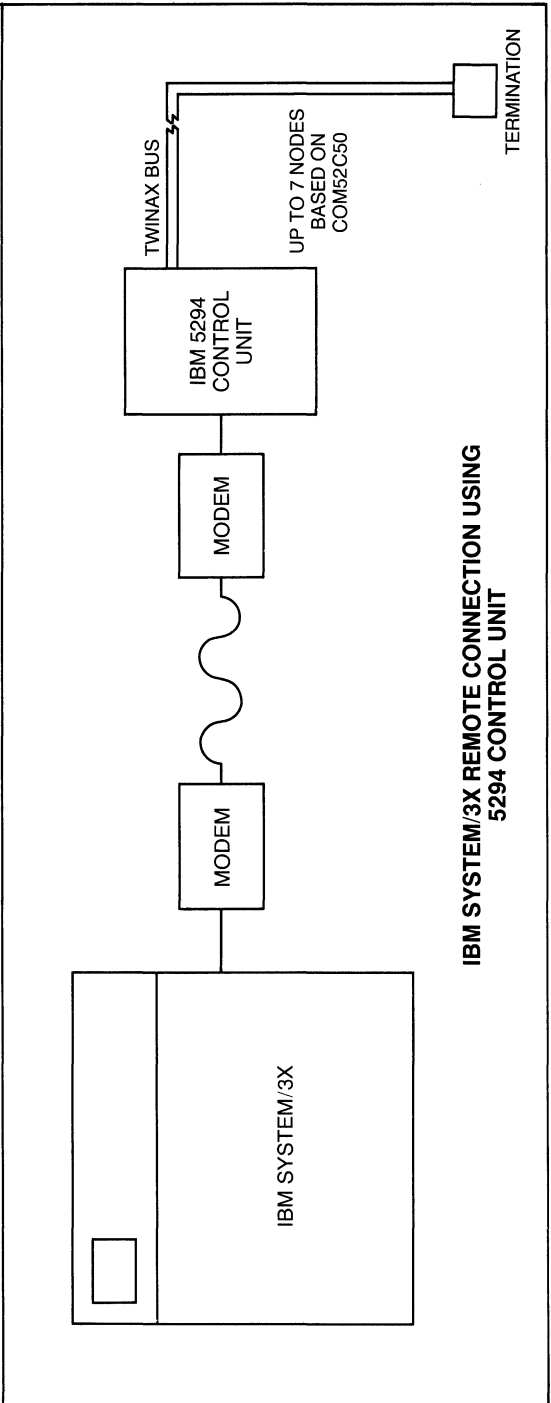 IBM SYSTEM/3X
MODEM
MODEM
IBM 5294
CONTROL
UNIT
TWINAX BUS
UP TO 7 NODES
BASED ON
COM52C50
TERMINATION
IBM SYSTEM/3X REMOTE CONNECTION USING
5294 CONTROL UNIT